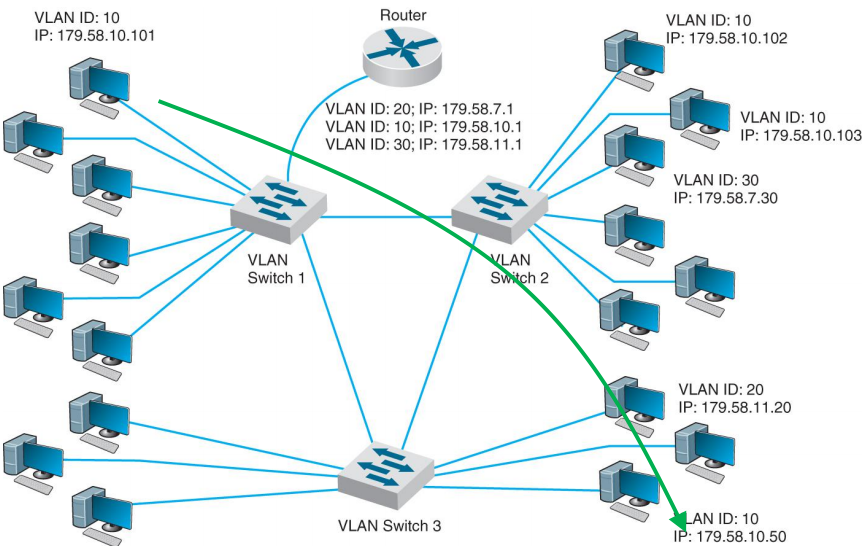 VLAN ID: 10
IP: 179.58.10.101
Router
VLAN ID: 10
IP: 179.58.10.102
VLAN ID: 20; IP: 179.58.7.1
VLAN ID: 10; IP: 179.58.10.1
VLAN ID: 30; IP: 179.58.11.1
VLAN ID: 10
IP: 179.58.10.103
VLAN ID: 30
IP: 179.58.7.30
VLAN
Switch 1
VLAN
Switch 2
VLAN ID: 20
IP: 179.58.11.20
VLAN Switch 3
VLAN ID: 10
IP: 179.58.10.50